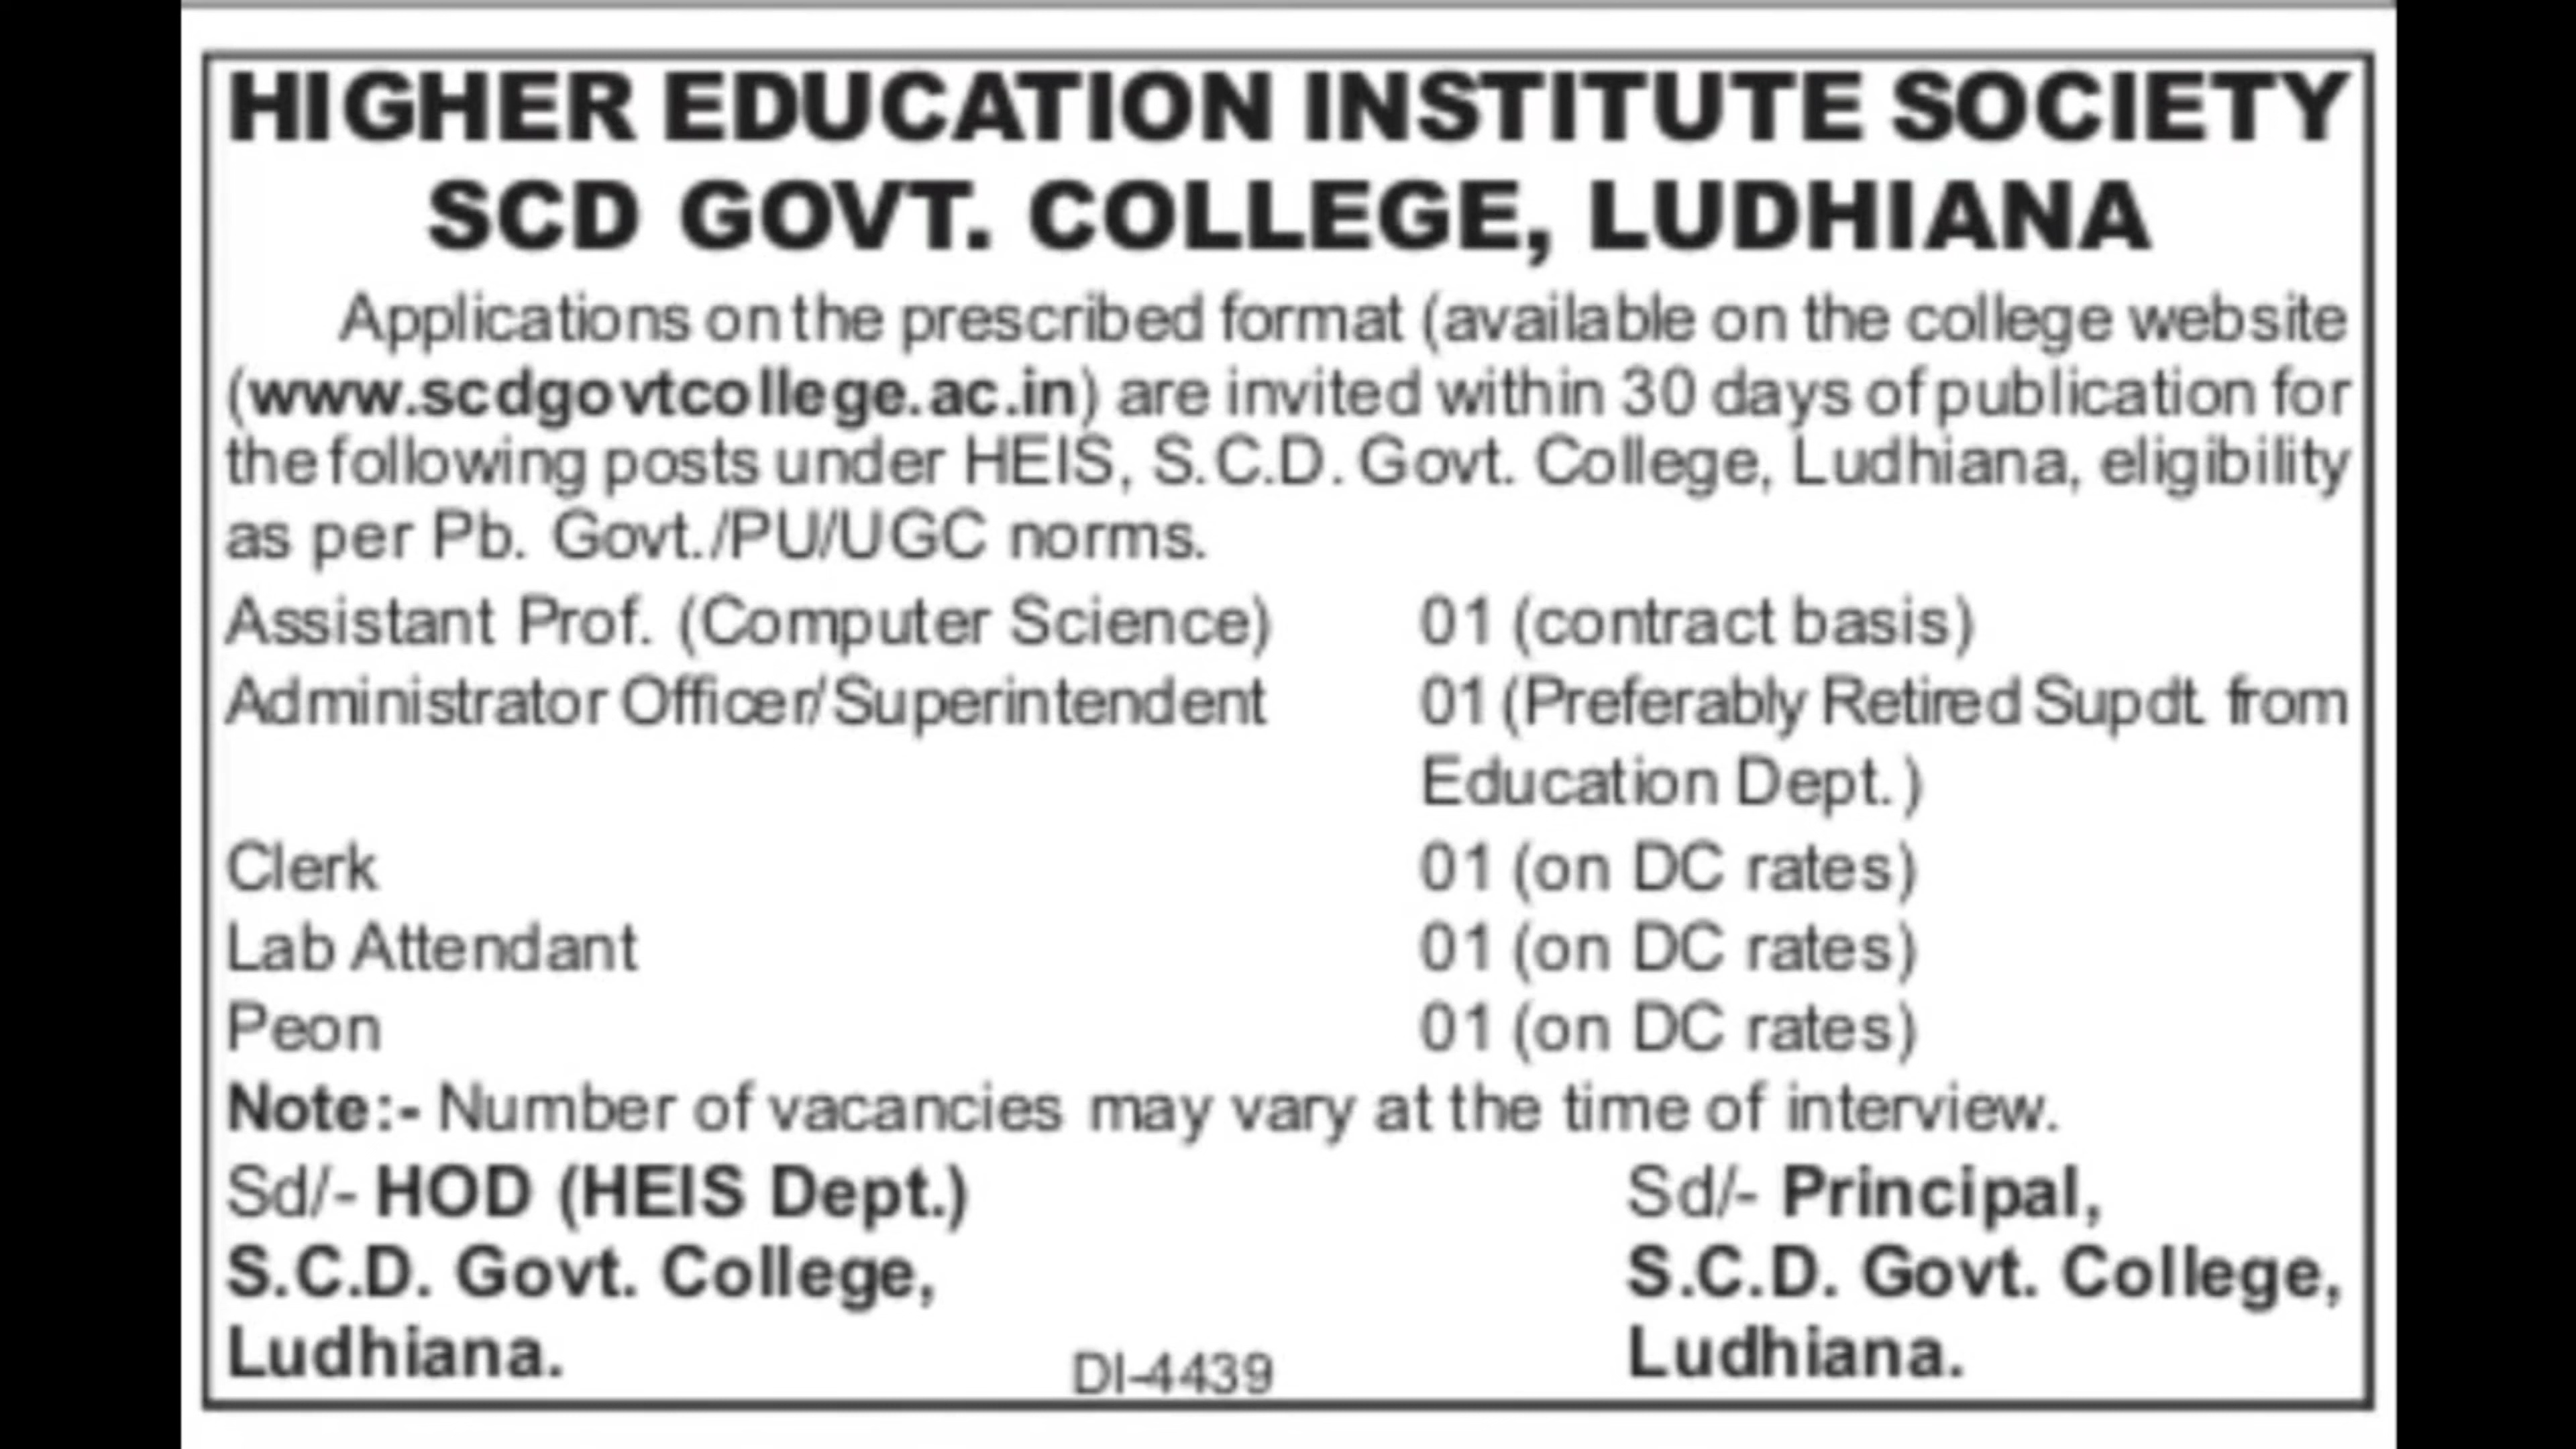 HIGHER EDUCATION INSTITUTE SOCIETY
SCD GOVT. COLLEGE, LUDHIANA
Applications on the prescribed format (available on the college website
(www.scdgovtcollege.ac.in) are invited within 30 days of publication for
the following posts under HEIS, S.C.D. Govt. College, Ludhiana, eligibility
as per Pb. Govt./PU/UGC norms.
Assistant Prof. (Computer Science) 01 (contract basis)
Administrator Officer/Superintendent 01 (Preferably Retired Supdt. from
Education Dept.)
Clerk 01 (on DC rates)
Lab Attendant 01 (on DC rates)
Peon 01 (on DC rates)
Note:- Number of vacancies may vary at the time of interview.
Sd/- HOD (HEIS Dept.) Sd/- Principal,
S.C.D. Govt. College, S.C.D. Govt. College,
Ludhiana. DI-4439 Ludhiana.